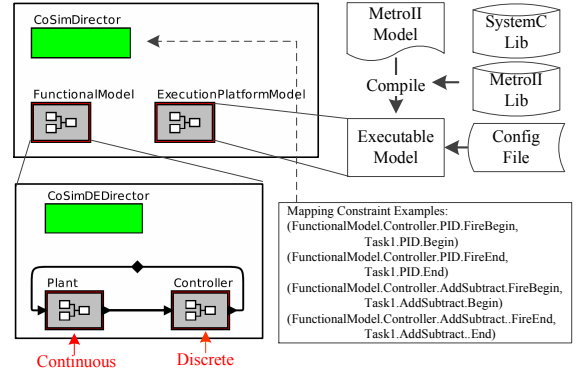 CoSimDirector
FunctionalModel
ExecutionPlatformModel
MetroII
Model
SystemC
Lib
Compile
MetroII
Lib
Executable
Model
Config
File
CoSimDEDirector
Plant
Controller
Continuous
Discrete
Mapping Constraint Examples:
(FunctionalModel.Controller.PID.FireBegin,
Task1.PID.Begin)
(FunctionalModel.Controller.PID.FireEnd,
Task1.PID.End)
(FunctionalModel.Controller.AddSubtract.FireBegin,
Task1.AddSubtract.Begin)
(FunctionalModel.Controller.AddSubtract..FireEnd,
Task1.AddSubtract..End)